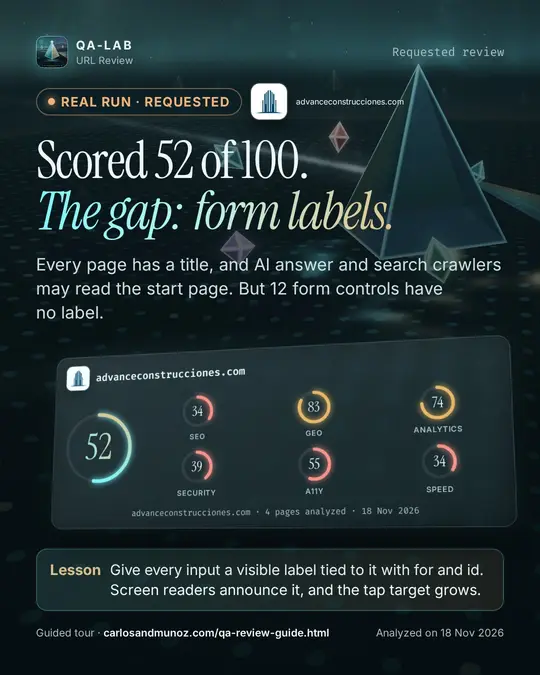 QA-LAB
URL Review
Requested review
REAL RUN · REQUESTED
advanceconstrucciones.com
Scored 52 of 100.
The gap: form labels.
Every page has a title, and AI answer and search crawlers
may read the start page. But 12 form controls have
no label.
advanceconstrucciones.com
52
34
SEO
83
GEO
74
ANALYTICS
39
SECURITY
55
A11Y
34
SPEED
advanceconstrucciones.com · 4 pages analyzed · 18 Nov 2026
Lesson Give every input a visible label tied to it with for and id.
Screen readers announce it, and the tap target grows.
Guided tour · carlosandmunoz.com/qa-review-guide.html
Analyzed on 18 Nov 2026